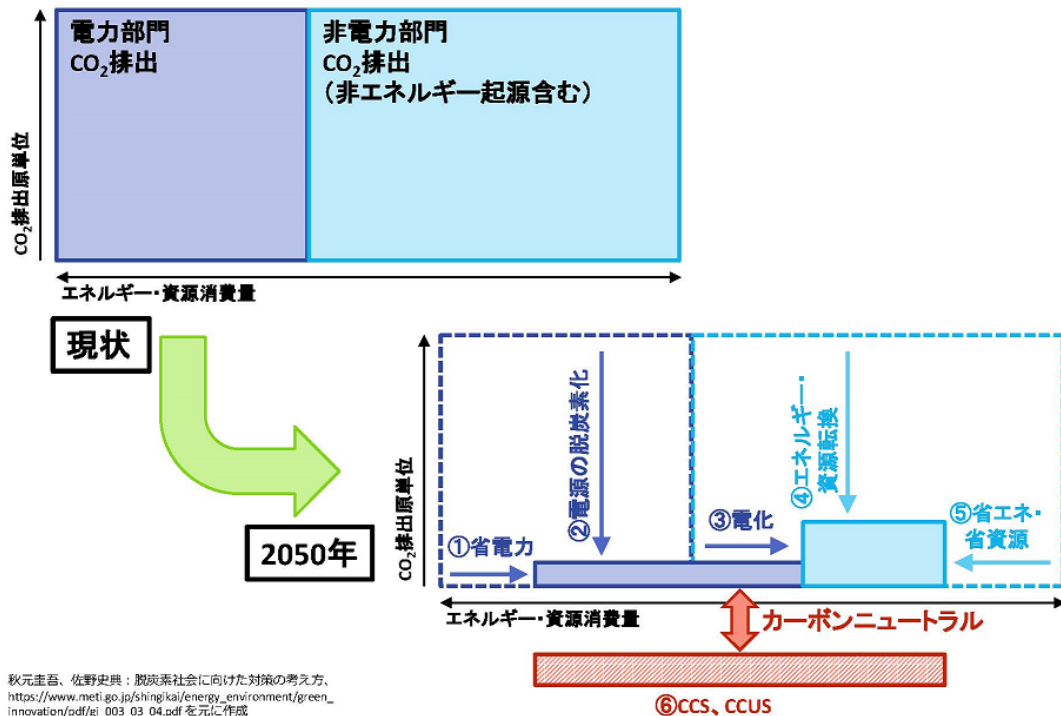 電力部門
CO₂排出
非電力部門
CO₂排出
（非エネルギー起源含む）
CO₂排出原単位
エネルギー・資源消費量
現状
2050年
CO₂排出原単位
①省電力
②電源の脱炭素化
③電化
④エネルギー・
資源転換
⑤省エネ・
省資源
エネルギー・資源消費量
カーボンニュートラル
⑥CCS、CCUS
秋元圭吾、佐野史典：脱炭素社会に向けた対策の考え方、
https://www.meti.go.jp/shingikai/energy_environment/green_
innovation/pdf/gi_003_03_04.pdf を元に作成